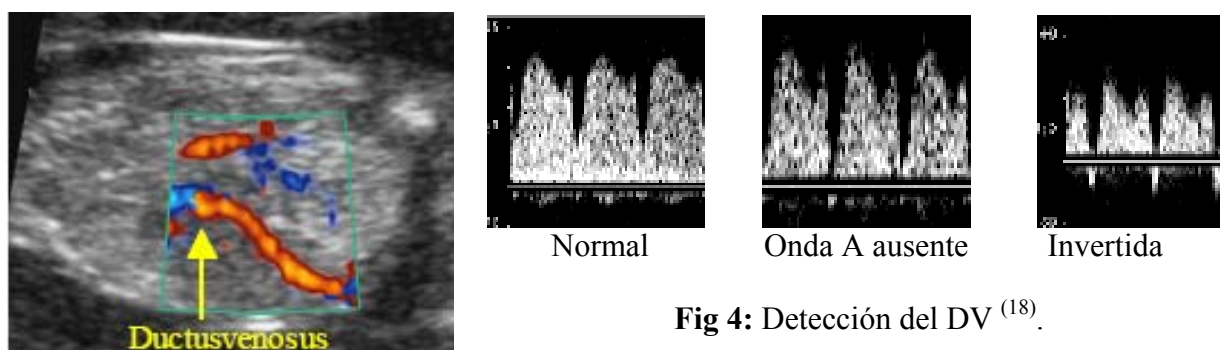 Ductusvenosus
Normal
Onda A ausente
Invertida
Fig 4: Detección del DV (18).